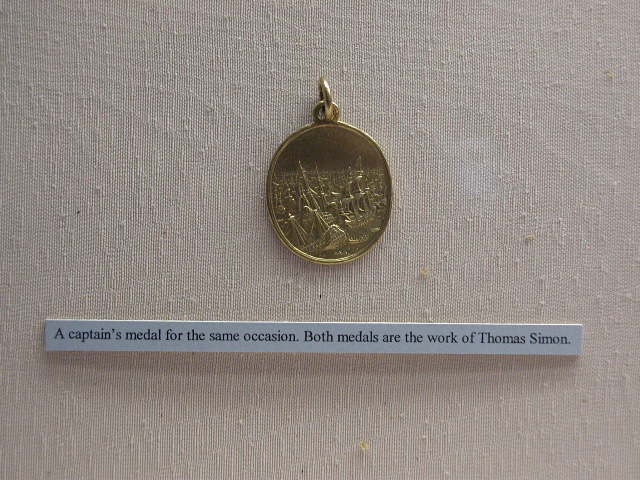 A captain's medal for the same occasion. Both medals are the work of Thomas Simon.